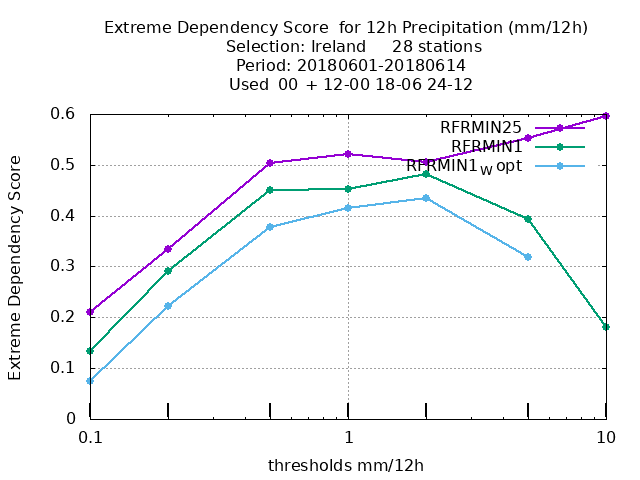 Extreme Dependency Score  for 12h Precipitation (mm/12h)
Selection: Ireland     28 stations
Period: 20180601-20180614
Used  00 + 12-00 18-06 24-12
Extreme Dependency Score
0.6
0.5
0.4
0.3
0.2
0.1
0
RFRMIN25
RFRMIN1
RFRMIN1w opt
0.1 1 10
thresholds mm/12h